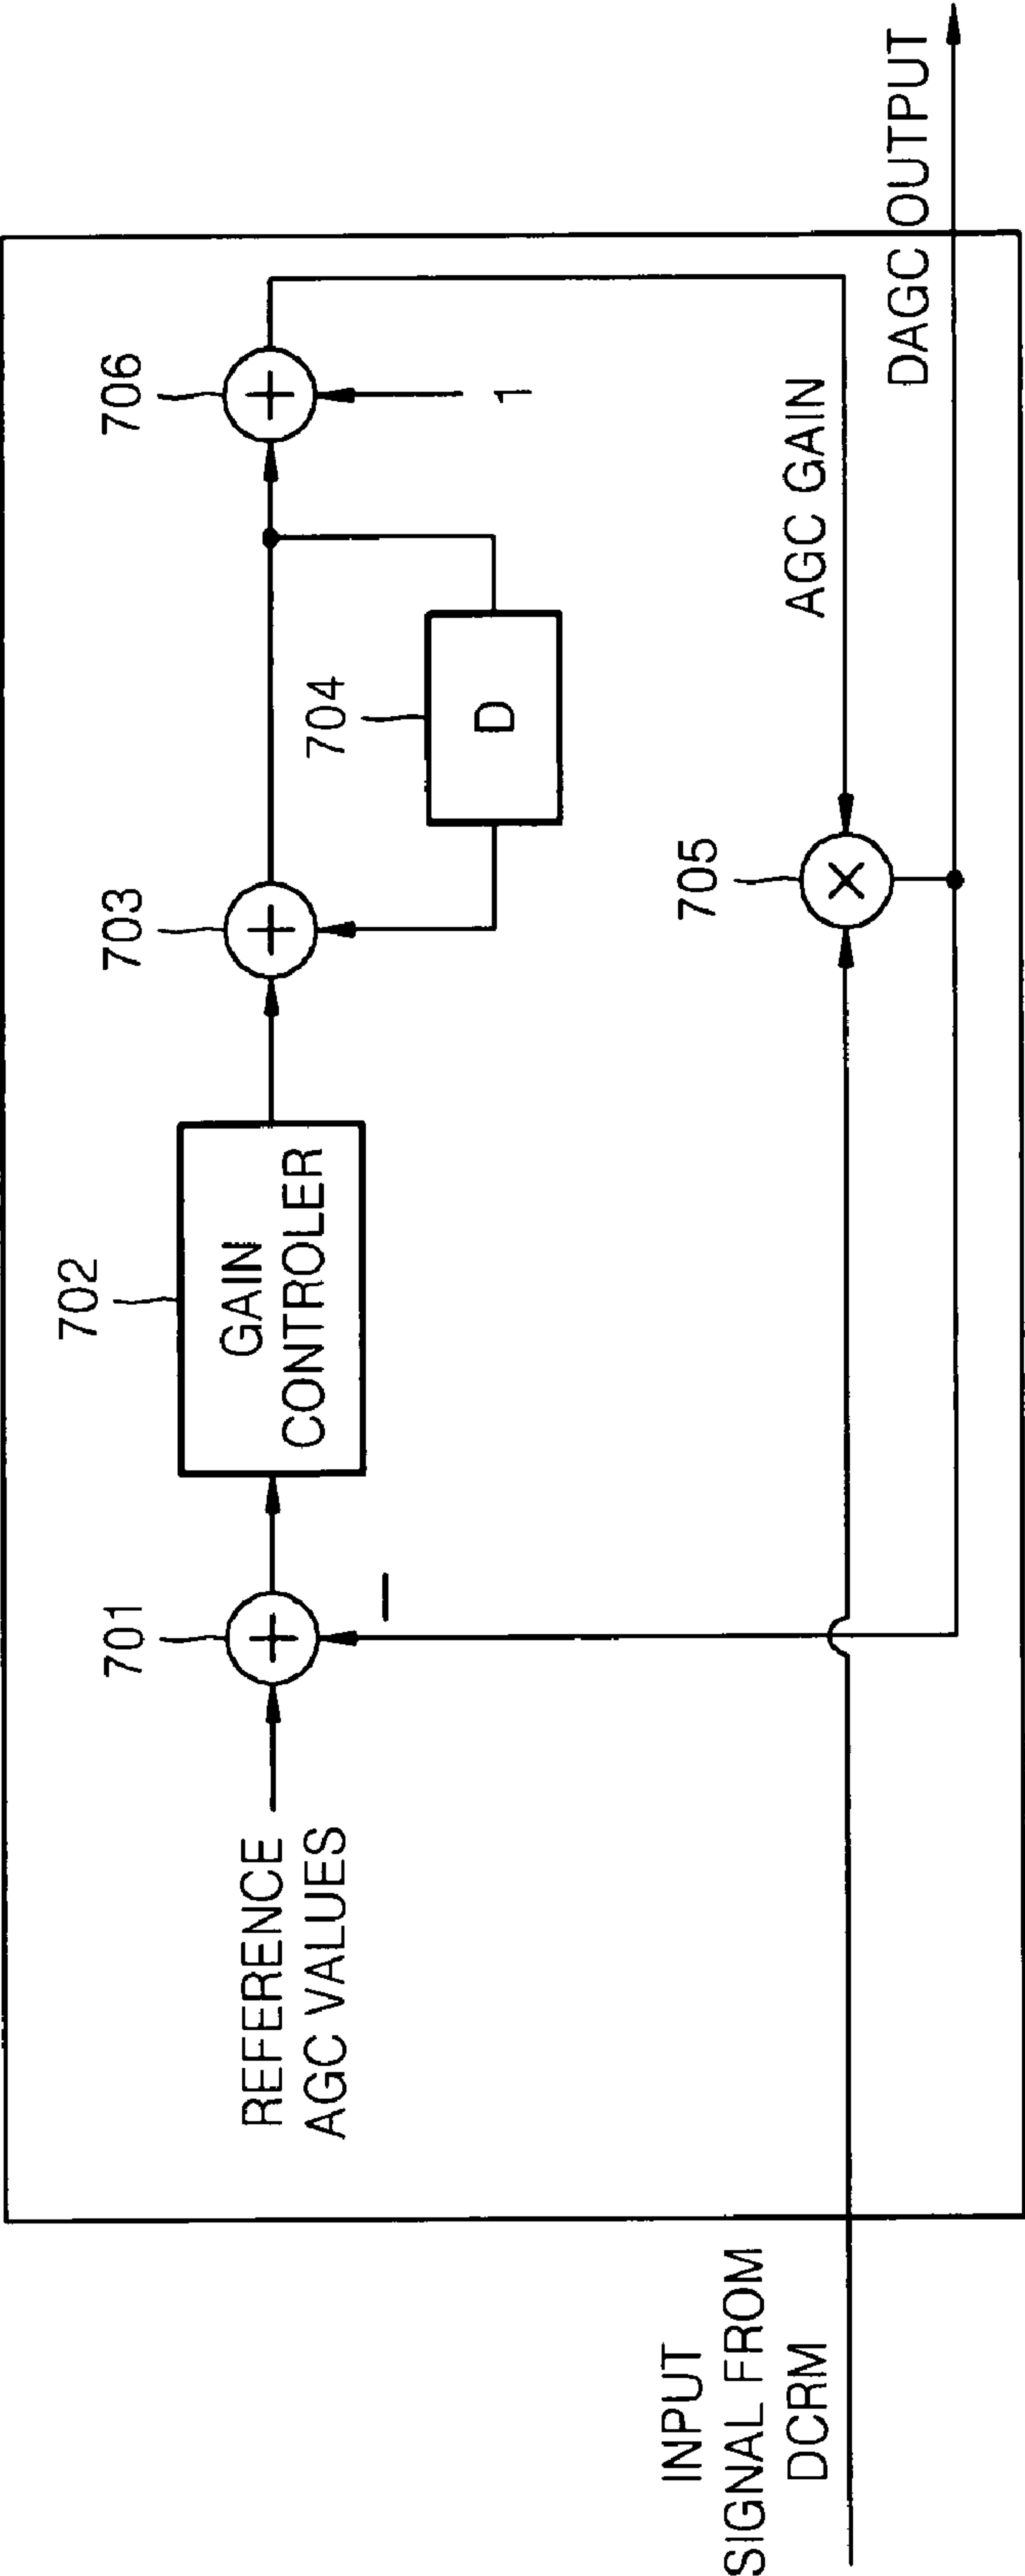 701
702
703
704
705
706
REFERENCE
AGC VALUES
+
—
GAIN
CONTROLER
+
D
+
1
AGC GAIN
×
INPUT
SIGNAL FROM
DCRM
DAGC OUTPUT